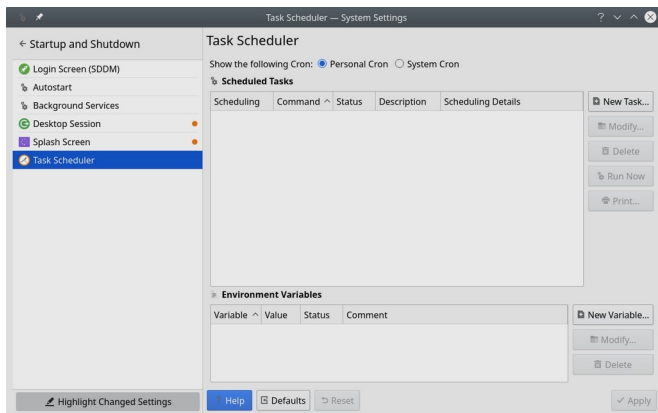 Task Scheduler — System Settings
Startup and Shutdown
Login Screen (SDDM)
Autostart
Background Services
Desktop Session
Splash Screen
Task Scheduler
Highlight Changed Settings
Task Scheduler
Show the following Cron: Personal Cron System Cron
Scheduled Tasks
Scheduling Command Status Description Scheduling Details
New Task...
Modify...
Delete
Run Now
Print...
Environment Variables
Variable Value Status Comment
New Variable...
Modify...
Delete
Help Defaults Reset Apply